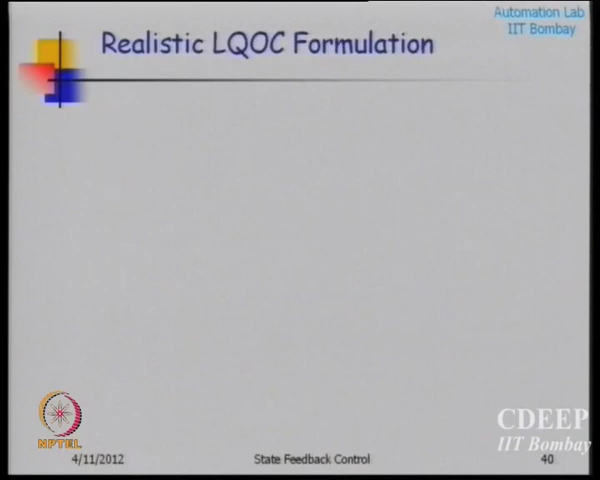 Automation Lab
IIT Bombay
Realistic LQOC Formulation
NPTEL
CDEEP
IIT Bombay
4/11/2012
State Feedback Control
40